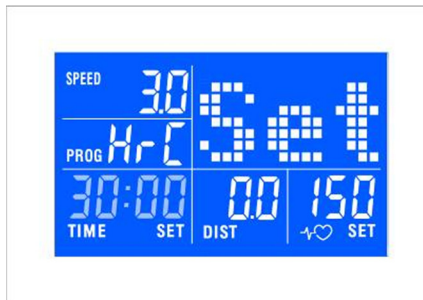 SPEED 3.0
Set
PROG HrC
30:00 0.0 150
TIME SET DIST SET